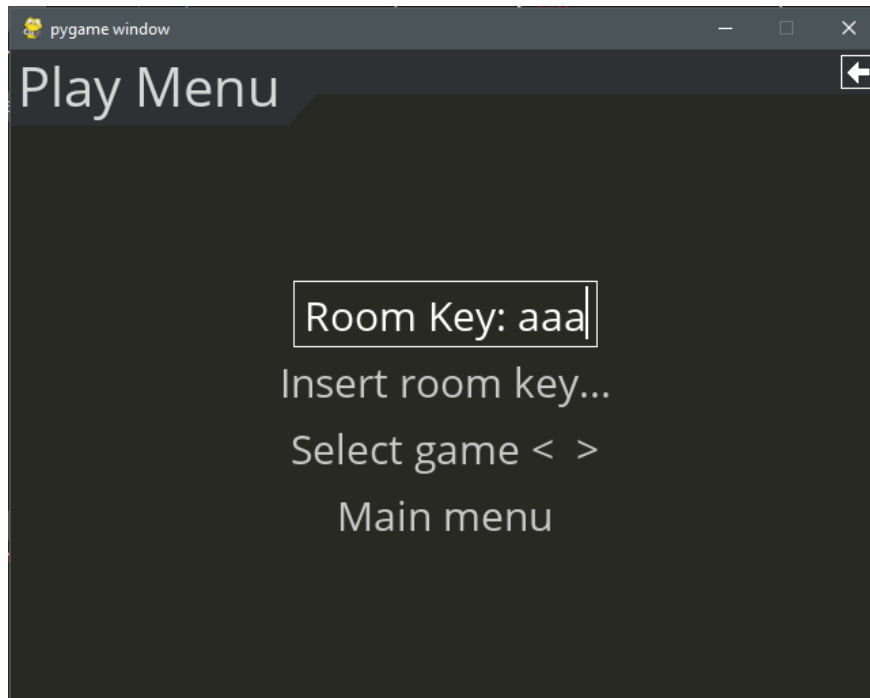 pygame window
Play Menu
Room Key: aaa
Insert room key...
Select game < >
Main menu